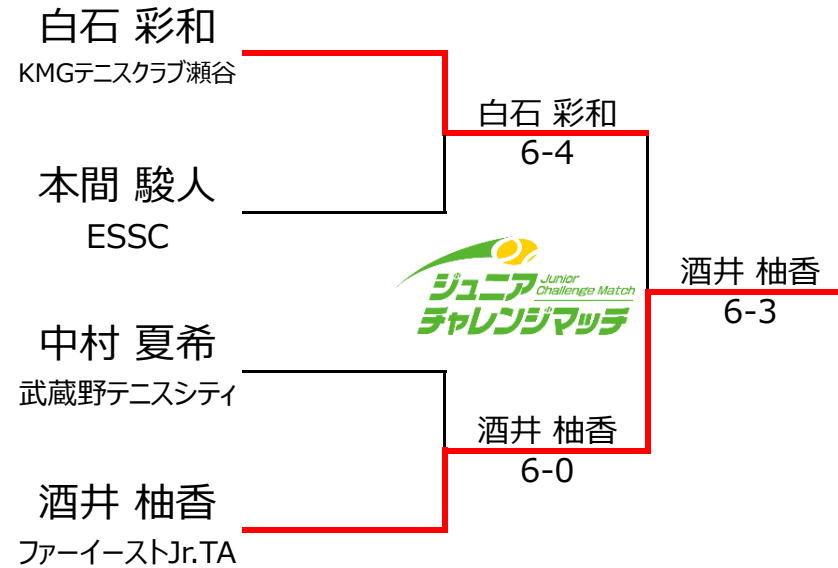 白石 彩和
KMGテニスクラブ瀬谷
白石 彩和
6-4
本間 駿人
ESSC
ジュニア Junior Challenge Match
チャレンジマッチ
酒井 柚香
6-3
中村 夏希
武蔵野テニスシティ
酒井 柚香
6-0
酒井 柚香
ファーイーストJr.TA